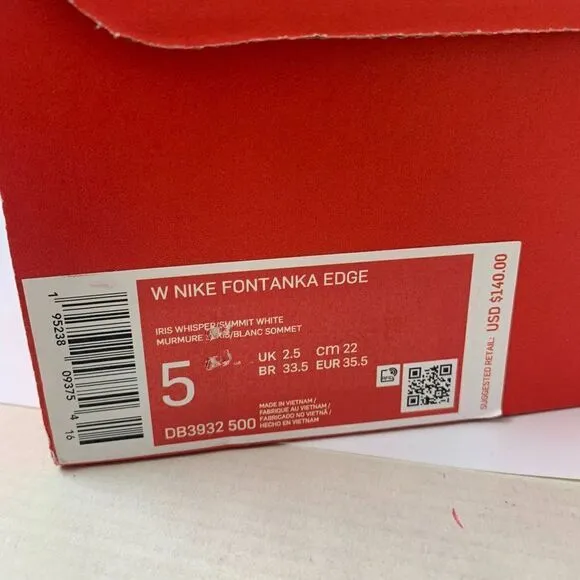 W NIKE FONTANKA EDGE
IRIS WHISPER/SUMMIT WHITE
MURMURE /BLANC SOMMET
5
UK 2.5 cm 22
BR 33.5 EUR 35.5
DB3932 500
MADE IN VIETNAM/
FABRIQUE AU VIETNAM/
FABRICADO NO VIETNÃ/
HECHO EN VIETNAM
SUGGESTED RETAIL: USD $140.00
1 95238 09375 4 16